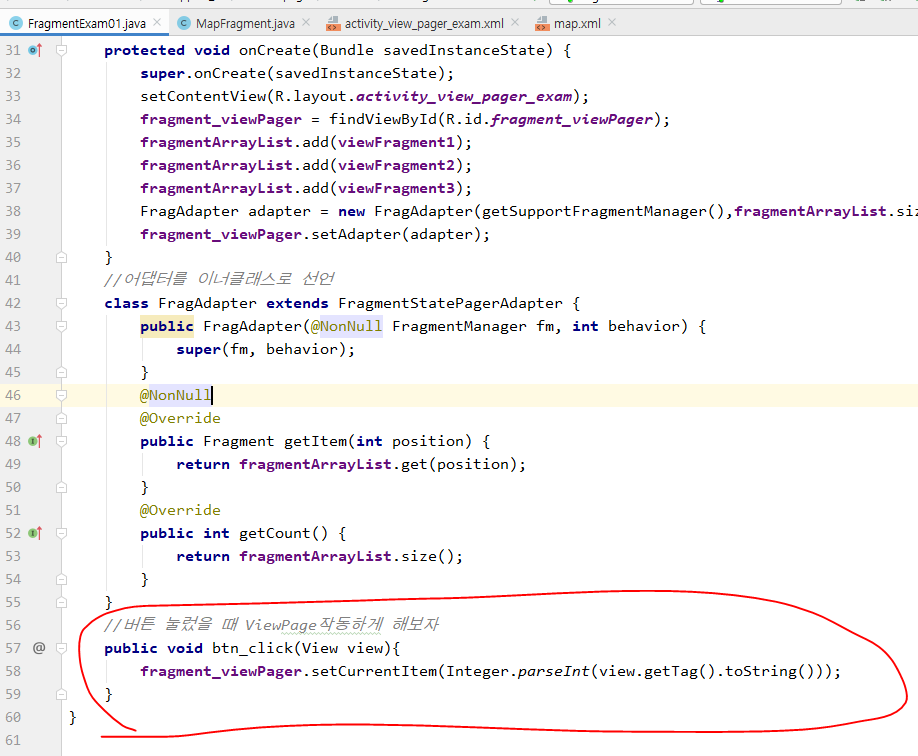 FragmentExam01.java MapFragment.java activity_view_pager_exam.xml map.xml
31 protected void onCreate(Bundle savedInstanceState) {
32 super.onCreate(savedInstanceState);
33 setContentView(R.layout.activity_view_pager_exam);
34 fragment_viewPager = findViewById(R.id.fragment_viewPager);
35 fragmentArrayList.add(viewFragment1);
36 fragmentArrayList.add(viewFragment2);
37 fragmentArrayList.add(viewFragment3);
38 FragAdapter adapter = new FragAdapter(getSupportFragmentManager(),fragmentArrayList.siz
39 fragment_viewPager.setAdapter(adapter);
40 }
41 //어댑터를 이너클래스로 선언
42 class FragAdapter extends FragmentStatePagerAdapter {
43 public FragAdapter(@NonNull FragmentManager fm, int behavior) {
44 super(fm, behavior);
45 }
46 @NonNull
47 @Override
48 public Fragment getItem(int position) {
49 return fragmentArrayList.get(position);
50 }
51 @Override
52 public int getCount() {
53 return fragmentArrayList.size();
54 }
55 }
56 //버튼 눌렀을 때 ViewPage작동하게 해보자
57 @ public void btn_click(View view){
58 fragment_viewPager.setCurrentItem(Integer.parseInt(view.getTag().toString()));
59 }
60 }
61